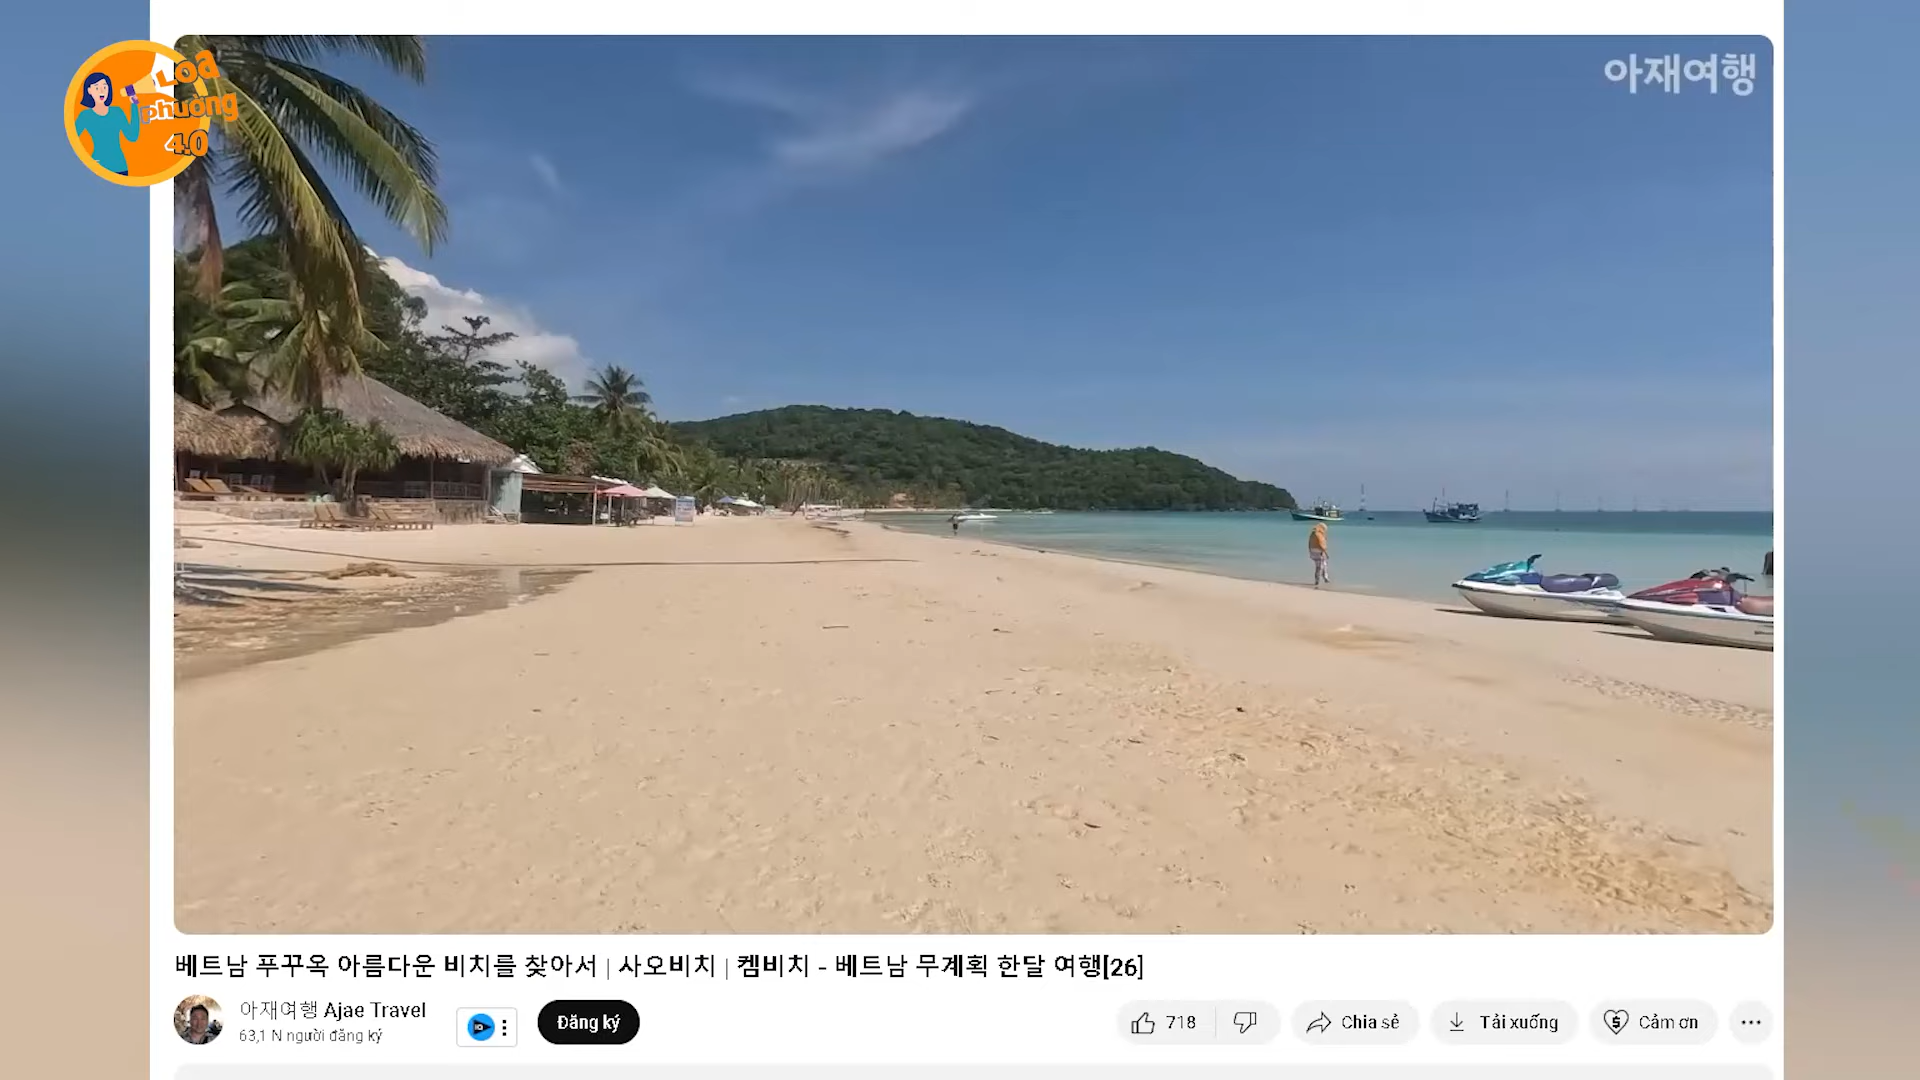 Loa
phường
4.0
아재여행
베트남 푸꾸옥 아름다운 비치를 찾아서 | 사오비치 | 켐비치 - 베트남 무계획 한달 여행[26]
아재여행 Ajae Travel
63,1 N người đăng ký
Đăng ký
718
Chia sẻ
Tải xuống
Cảm ơn